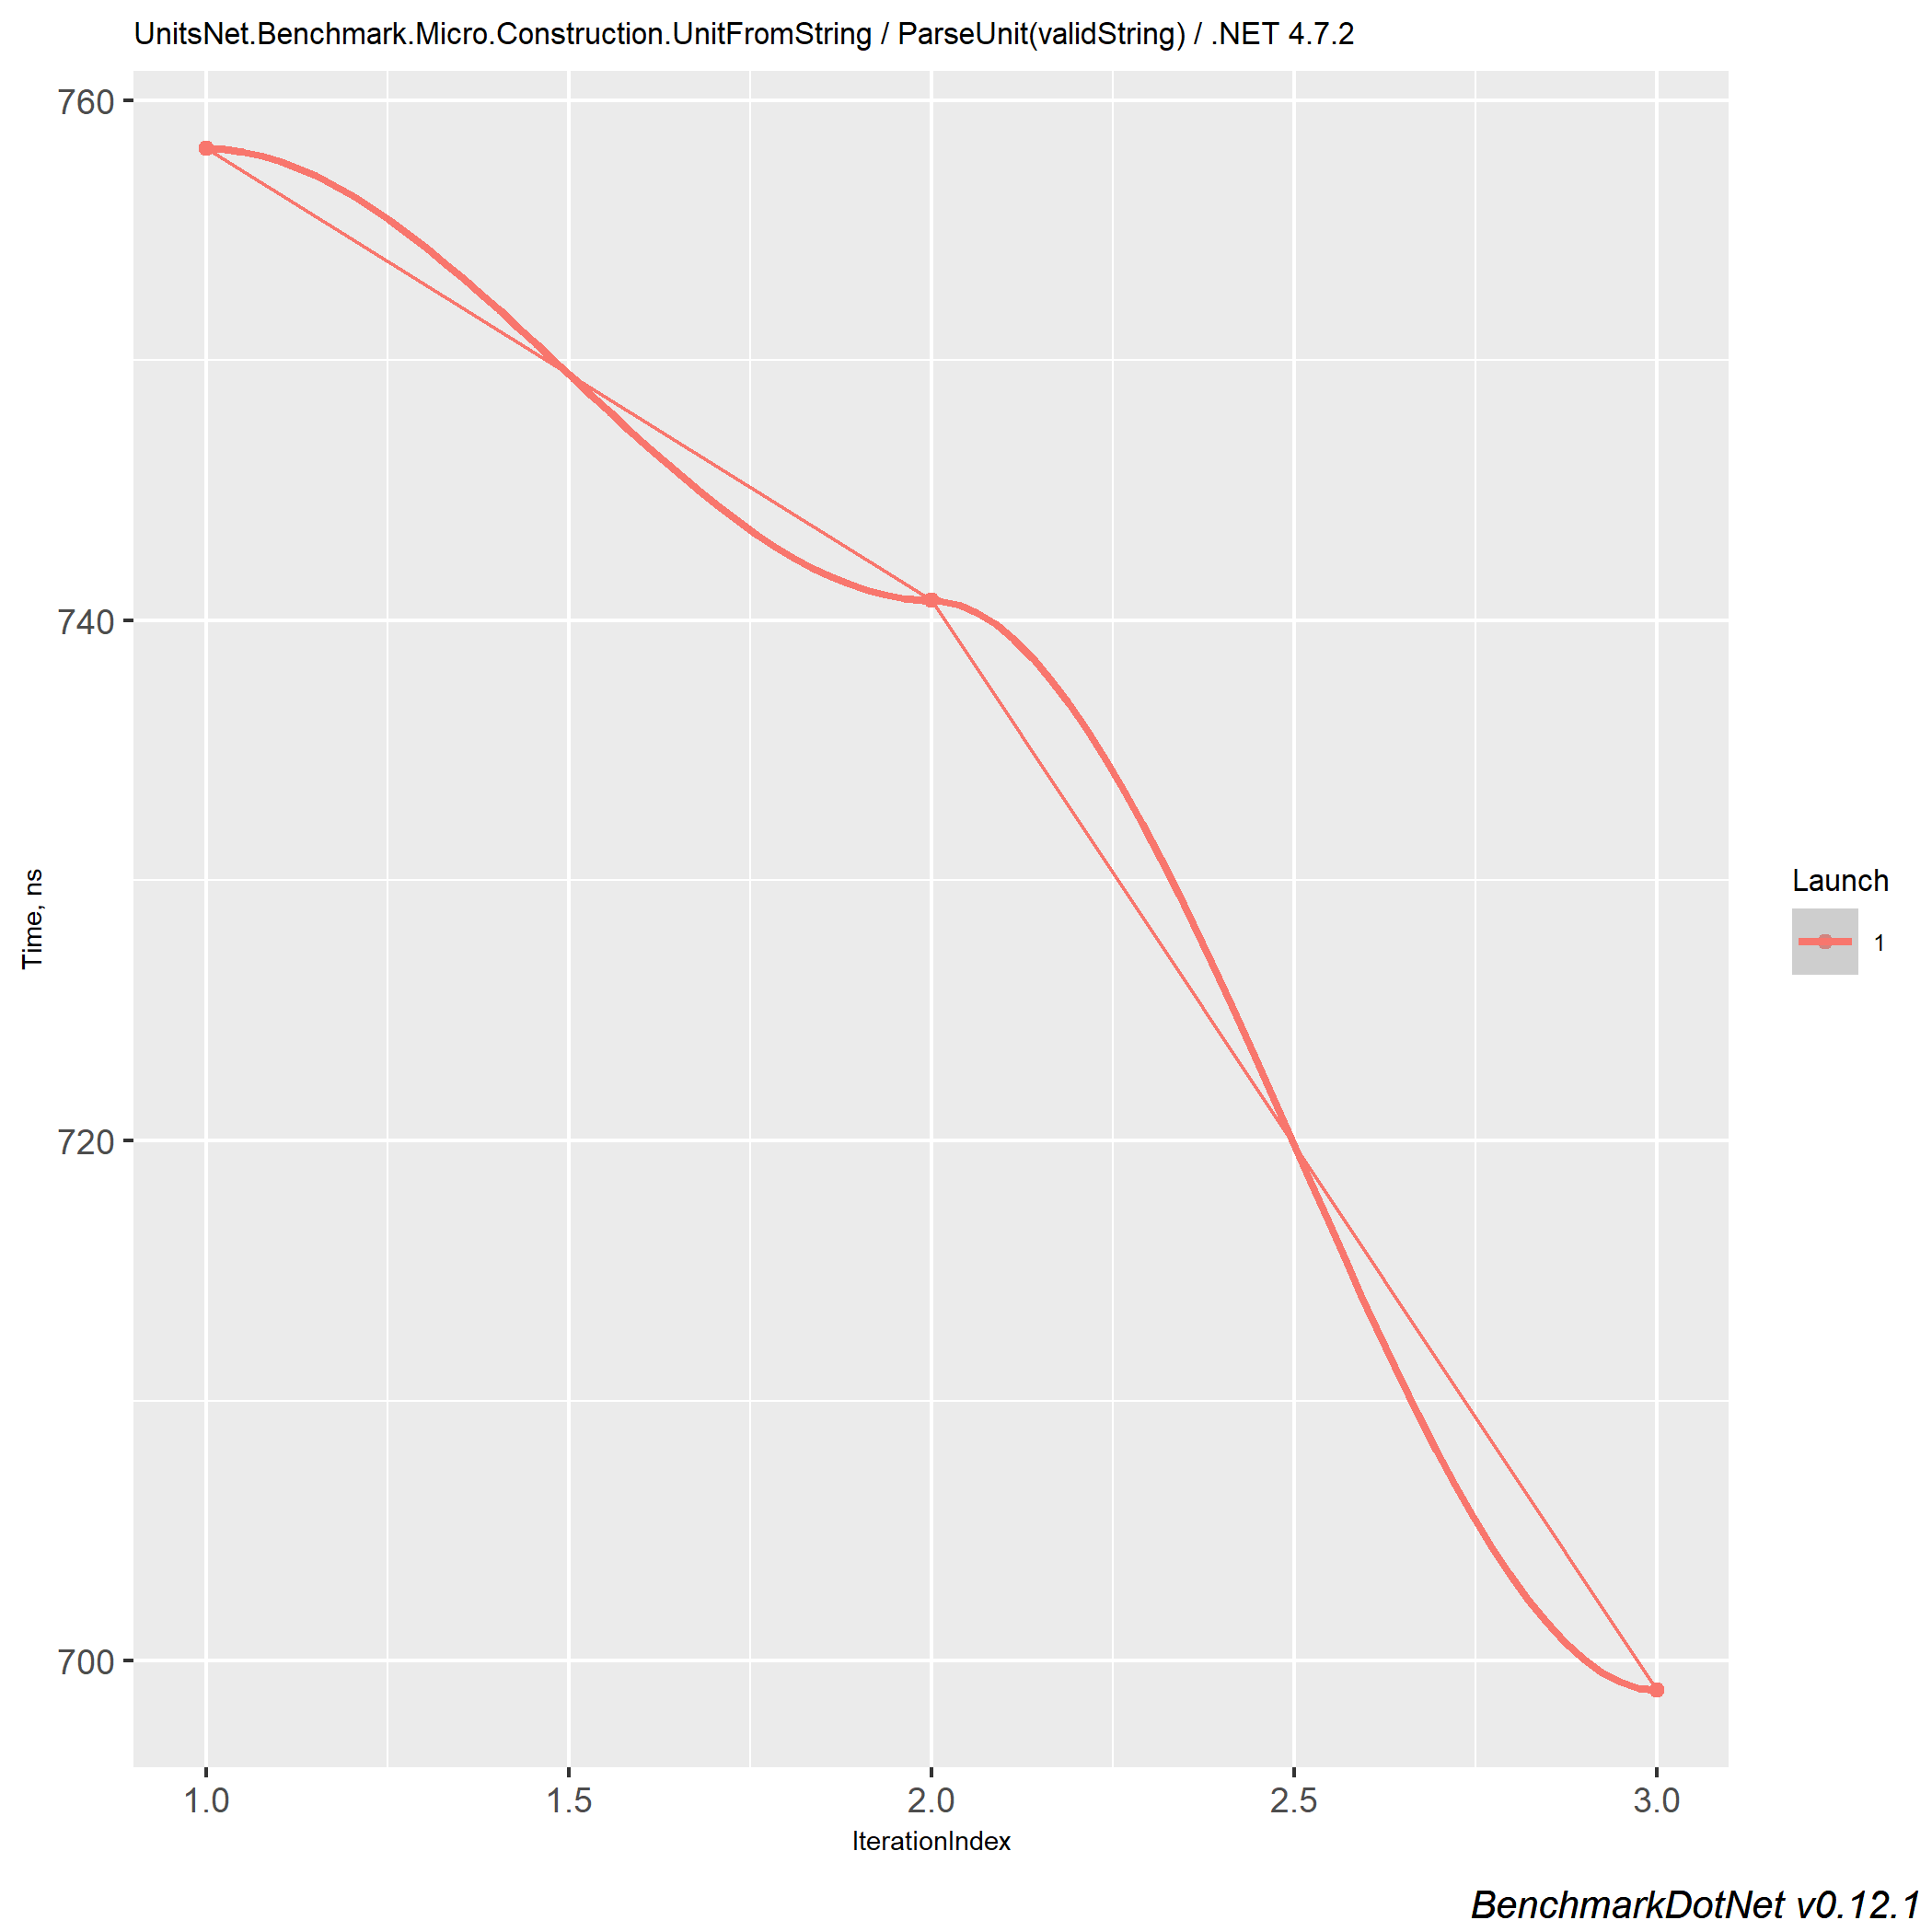 UnitsNet.Benchmark.Micro.Construction.UnitFromString / ParseUnit(validString) / .NET 4.7.2
760
740
720
700
Time, ns
1.0 1.5 2.0 2.5 3.0
IterationIndex
Launch
1
BenchmarkDotNet v0.12.1